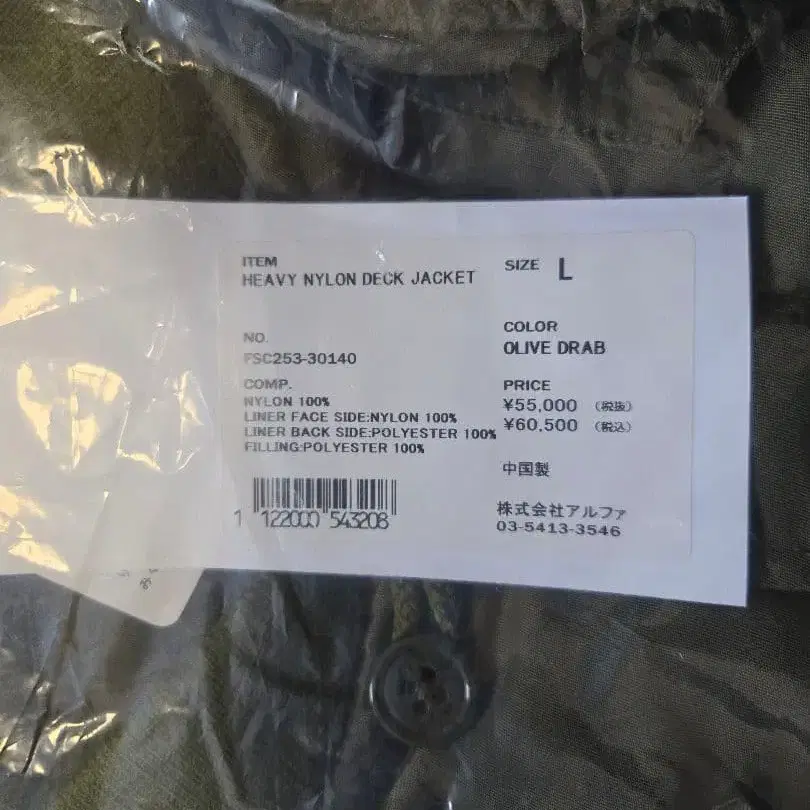 ITEM
HEAVY NYLON DECK JACKET
SIZE L
NO.
FSC253-30140
COLOR
OLIVE DRAB
COMP.
NYLON 100%
LINER FACE SIDE:NYLON 100%
LINER BACK SIDE:POLYESTER 100%
FILLING:POLYESTER 100%
PRICE
¥55,000 (税抜)
¥60,500 (税込)
中国製
1 122000 543208
株式会社アルファ
03-5413-3546